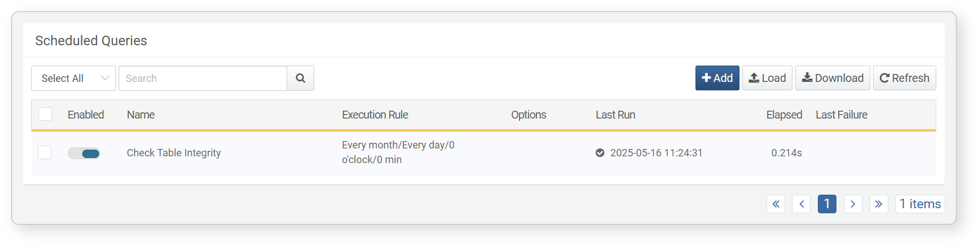 Scheduled Queries
Select All Search Add Load Download Refresh
Enabled Name Execution Rule Options Last Run Elapsed Last Failure
Check Table Integrity Every month/Every day/0 2025-05-16 11:24:31 0.214s
o'clock/0 min
« ‹ 1 › » 1 items